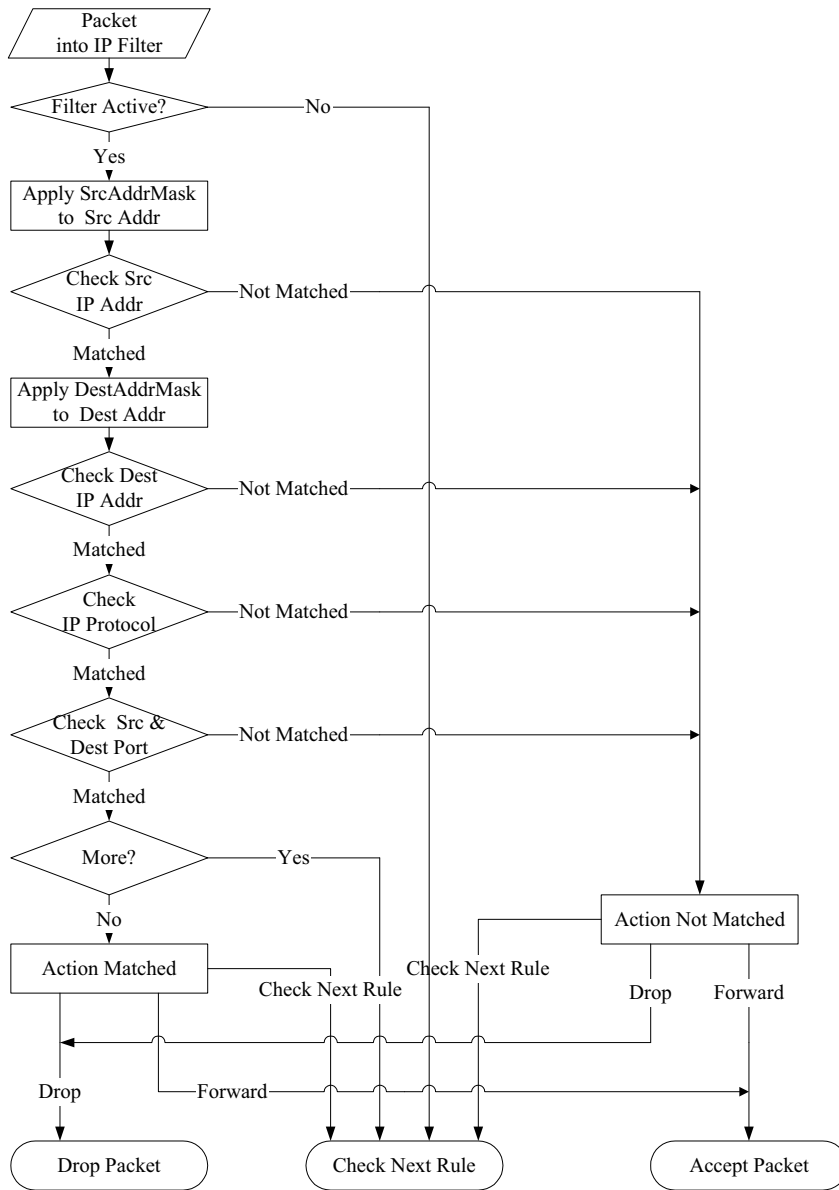 Packet
into IP Filter
Filter Active?
No
Yes
Apply SrcAddrMask
to Src Addr
Check Src
IP Addr
Not Matched
Matched
Apply DestAddrMask
to Dest Addr
Check Dest
IP Addr
Not Matched
Matched
Check
IP Protocol
Not Matched
Matched
Check Src &
Dest Port
Not Matched
Matched
More?
Yes
No
Action Not Matched
Action Matched
Check Next Rule
Check Next Rule
Drop
Forward
Drop
Forward
Drop Packet
Check Next Rule
Accept Packet